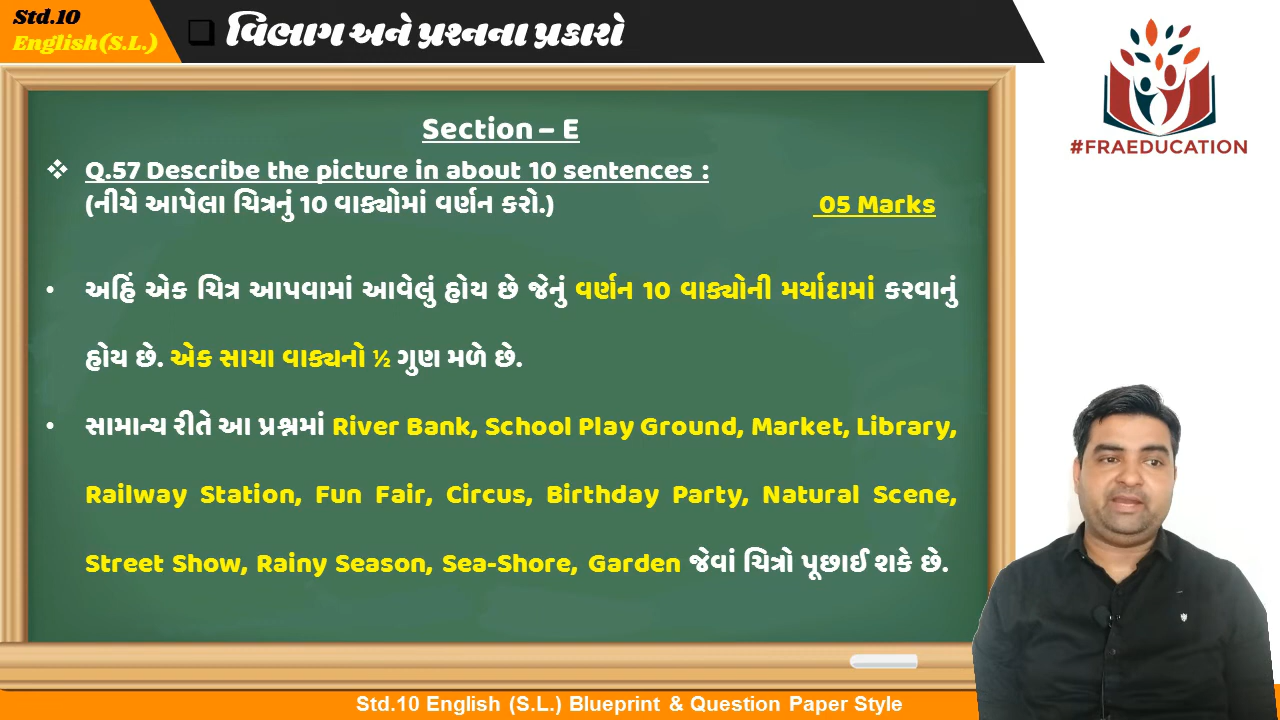 Std.10
English(S.L.)
❑ વિભાગ અને પ્રશ્નના પ્રકારો
#FRAEDUCATION
Section – E
❖ Q.57 Describe the picture in about 10 sentences :
(નીચે આપેલા ચિત્રનું 10 વાક્યોમાં વર્ણન કરો.) 05 Marks
• અહિં એક ચિત્ર આપવામાં આવેલું હોય છે જેનું વર્ણન 10 વાક્યોની મર્યાદામાં કરવાનું
હોય છે. એક સાચા વાક્યનો ½ ગુણ મળે છે.
• સામાન્ય રીતે આ પ્રશ્નમાં River Bank, School Play Ground, Market, Library,
Railway Station, Fun Fair, Circus, Birthday Party, Natural Scene,
Street Show, Rainy Season, Sea-Shore, Garden જેવાં ચિત્રો પૂછાઈ શકે છે.
Std.10 English (S.L.) Blueprint & Question Paper Style